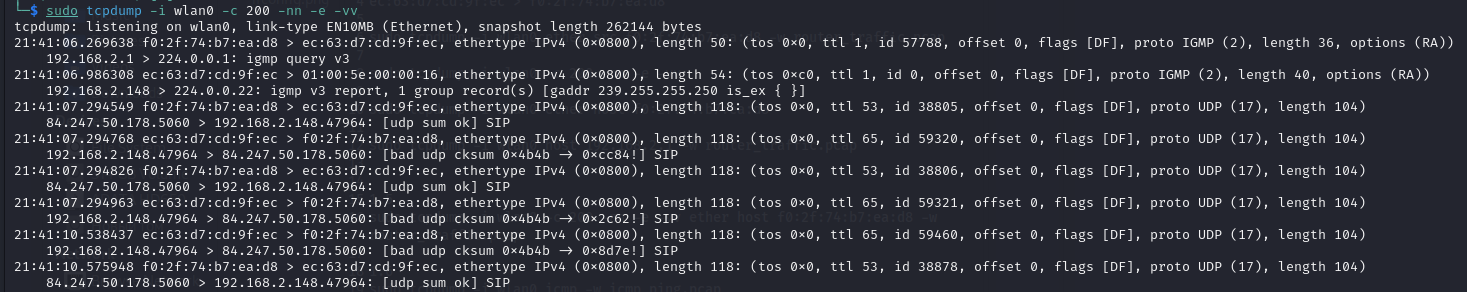 └─$ sudo tcpdump -i wlan0 -c 200 -nn -e -vv
tcpdump: listening on wlan0, link-type EN10MB (Ethernet), snapshot length 262144 bytes
21:41:06.269638 f0:2f:74:b7:ea:d8 > ec:63:d7:cd:9f:ec, ethertype IPv4 (0×0800), length 50: (tos 0×0, ttl 1, id 57788, offset 0, flags [DF], proto IGMP (2), length 36, options (RA))
192.168.2.1 > 224.0.0.1: igmp query v3
21:41:06.986308 ec:63:d7:cd:9f:ec > 01:00:5e:00:00:16, ethertype IPv4 (0×0800), length 54: (tos 0×c0, ttl 1, id 0, offset 0, flags [DF], proto IGMP (2), length 40, options (RA))
192.168.2.148 > 224.0.0.22: igmp v3 report, 1 group record(s) [gaddr 239.255.255.250 is_ex { }]
21:41:07.294549 f0:2f:74:b7:ea:d8 > ec:63:d7:cd:9f:ec, ethertype IPv4 (0×0800), length 118: (tos 0×0, ttl 53, id 38805, offset 0, flags [DF], proto UDP (17), length 104)
84.247.50.178.5060 > 192.168.2.148.47964: [udp sum ok] SIP
21:41:07.294768 ec:63:d7:cd:9f:ec > f0:2f:74:b7:ea:d8, ethertype IPv4 (0×0800), length 118: (tos 0×0, ttl 65, id 59320, offset 0, flags [DF], proto UDP (17), length 104)
192.168.2.148.47964 > 84.247.50.178.5060: [bad udp cksum 0×4b4b → 0×cc84!] SIP
21:41:07.294826 f0:2f:74:b7:ea:d8 > ec:63:d7:cd:9f:ec, ethertype IPv4 (0×0800), length 118: (tos 0×0, ttl 53, id 38806, offset 0, flags [DF], proto UDP (17), length 104)
84.247.50.178.5060 > 192.168.2.148.47964: [udp sum ok] SIP
21:41:07.294963 ec:63:d7:cd:9f:ec > f0:2f:74:b7:ea:d8, ethertype IPv4 (0×0800), length 118: (tos 0×0, ttl 65, id 59321, offset 0, flags [DF], proto UDP (17), length 104)
192.168.2.148.47964 > 84.247.50.178.5060: [bad udp cksum 0×4b4b → 0×2c62!] SIP
21:41:10.538437 ec:63:d7:cd:9f:ec > f0:2f:74:b7:ea:d8, ethertype IPv4 (0×0800), length 118: (tos 0×0, ttl 65, id 59460, offset 0, flags [DF], proto UDP (17), length 104)
192.168.2.148.47964 > 84.247.50.178.5060: [bad udp cksum 0×4b4b → 0×8d7e!] SIP
21:41:10.575948 f0:2f:74:b7:ea:d8 > ec:63:d7:cd:9f:ec, ethertype IPv4 (0×0800), length 118: (tos 0×0, ttl 53, id 38878, offset 0, flags [DF], proto UDP (17), length 104)
84.247.50.178.5060 > 192.168.2.148.47964: [udp sum ok] SIP